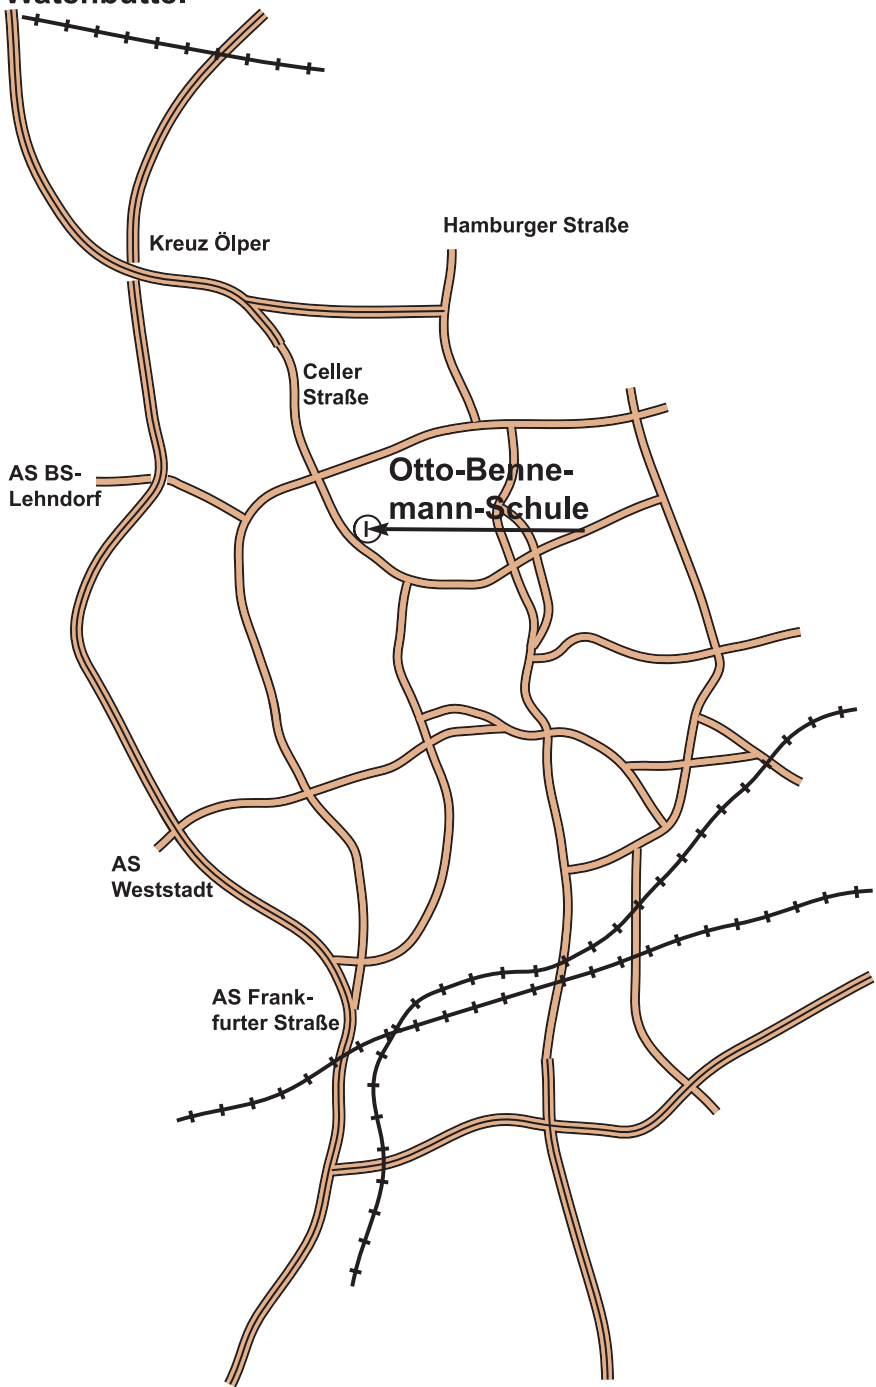 Watenbüttel
Hamburger Straße
Kreuz Ölper
Celler
Straße
AS BS-
Lehndorf
Otto-Benne-
mann-Schule
AS
Weststadt
AS Frank-
furter Straße